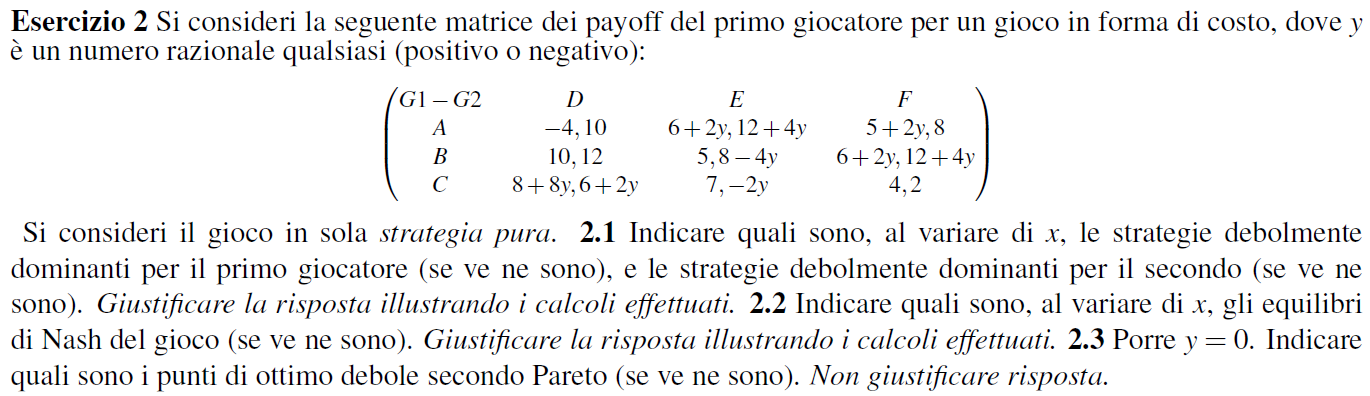 Esercizio 2 Si consideri la seguente matrice dei payoff del primo giocatore per un gioco in forma di costo, dove y
è un numero razionale qualsiasi (positivo o negativo):
G1 − G2 D E F
A −4, 10 6 + 2y, 12 + 4y 5 + 2y, 8
B 10, 12 5, 8 − 4y 6 + 2y, 12 + 4y
C 8 + 8y, 6 + 2y 7, −2y 4, 2
Si consideri il gioco in sola strategia pura. 2.1 Indicare quali sono, al variare di x, le strategie debolmente
dominanti per il primo giocatore (se ve ne sono), e le strategie debolmente dominanti per il secondo (se ve ne
sono). Giustificare la risposta illustrando i calcoli effettuati. 2.2 Indicare quali sono, al variare di x, gli equilibri
di Nash del gioco (se ve ne sono). Giustificare la risposta illustrando i calcoli effettuati. 2.3 Porre y = 0. Indicare
quali sono i punti di ottimo debole secondo Pareto (se ve ne sono). Non giustificare risposta.